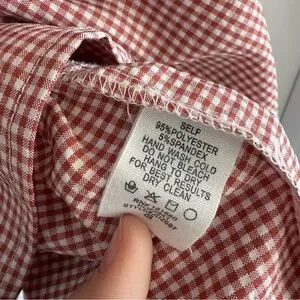 SELF
95%POLYESTER
5%SPANDEX
HAND WASH COLD
DO NOT BLEACH
HANG TO DRY
FOR BEST RESULTS
DRY CLEAN